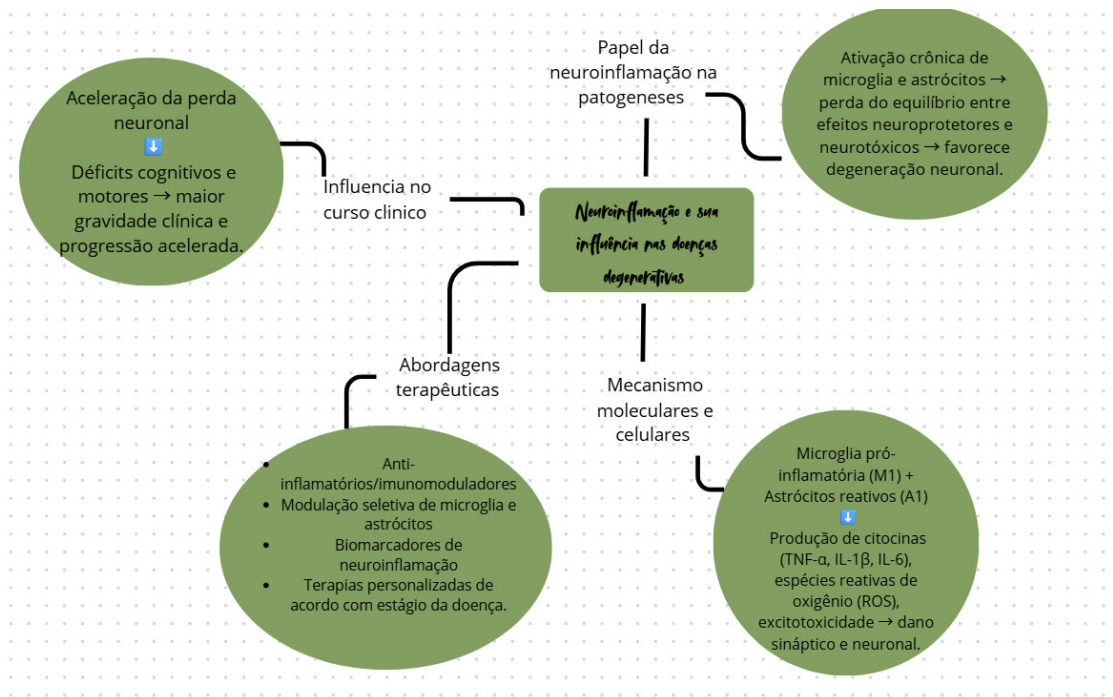 Neuroinflamação e sua
influência nas doenças
degenerativas
Papel da
neuroinflamação na
patogeneses
Ativação crônica de
microglia e astrócitos →
perda do equilíbrio entre
efeitos neuroprotetores e
neurotóxicos → favorece
degeneração neuronal.
Aceleração da perda
neuronal
⬇️
Déficits cognitivos e
motores → maior
gravidade clínica e
progressão acelerada.
Influencia no
curso clinico
Abordagens
terapêuticas
• Anti-
inflamatórios/imunomoduladores
• Modulação seletiva de microglia e
astrócitos
• Biomarcadores de
neuroinflamação
• Terapias personalizadas de
acordo com estágio da doença.
Mecanismo
moleculares e
celulares
Microglia pró-
inflamatória (M1) +
Astrócitos reativos (A1)
⬇️
Produção de citocinas
(TNF-α, IL-1β, IL-6),
espécies reativas de
oxigênio (ROS),
excitotoxicidade → dano
sináptico e neuronal.